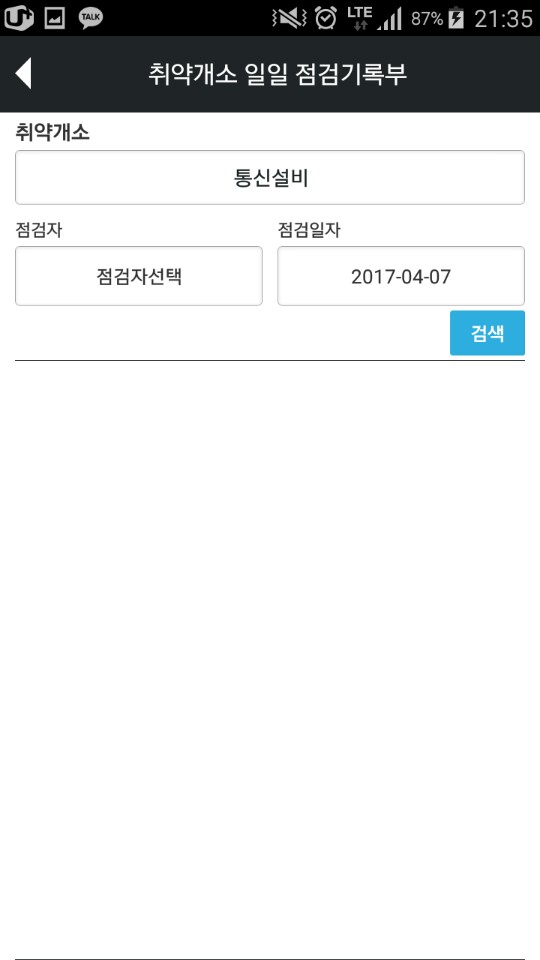 TALK
LTE
87%
21:35
취약개소 일일 점검기록부
취약개소
통신설비
점검자
점검일자
점검자선택
2017-04-07
검색